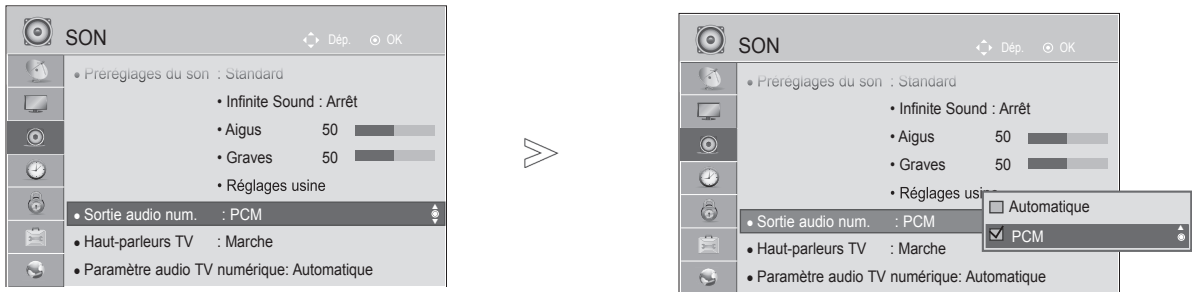 SON
Dép. OK
• Préréglages du son : Standard
• Infinite Sound : Arrêt
• Aigus 50
• Graves 50
• Réglages usine
• Sortie audio num. : PCM
• Haut-parleurs TV : Marche
• Paramètre audio TV numérique: Automatique
SON
Dép. OK
• Préréglages du son : Standard
• Infinite Sound : Arrêt
• Aigus 50
• Graves 50
• Réglages
• Sortie audio num. : PCM
• Haut-parleurs TV : Marche
• Paramètre audio TV numérique: Automatique
Automatique
PCM